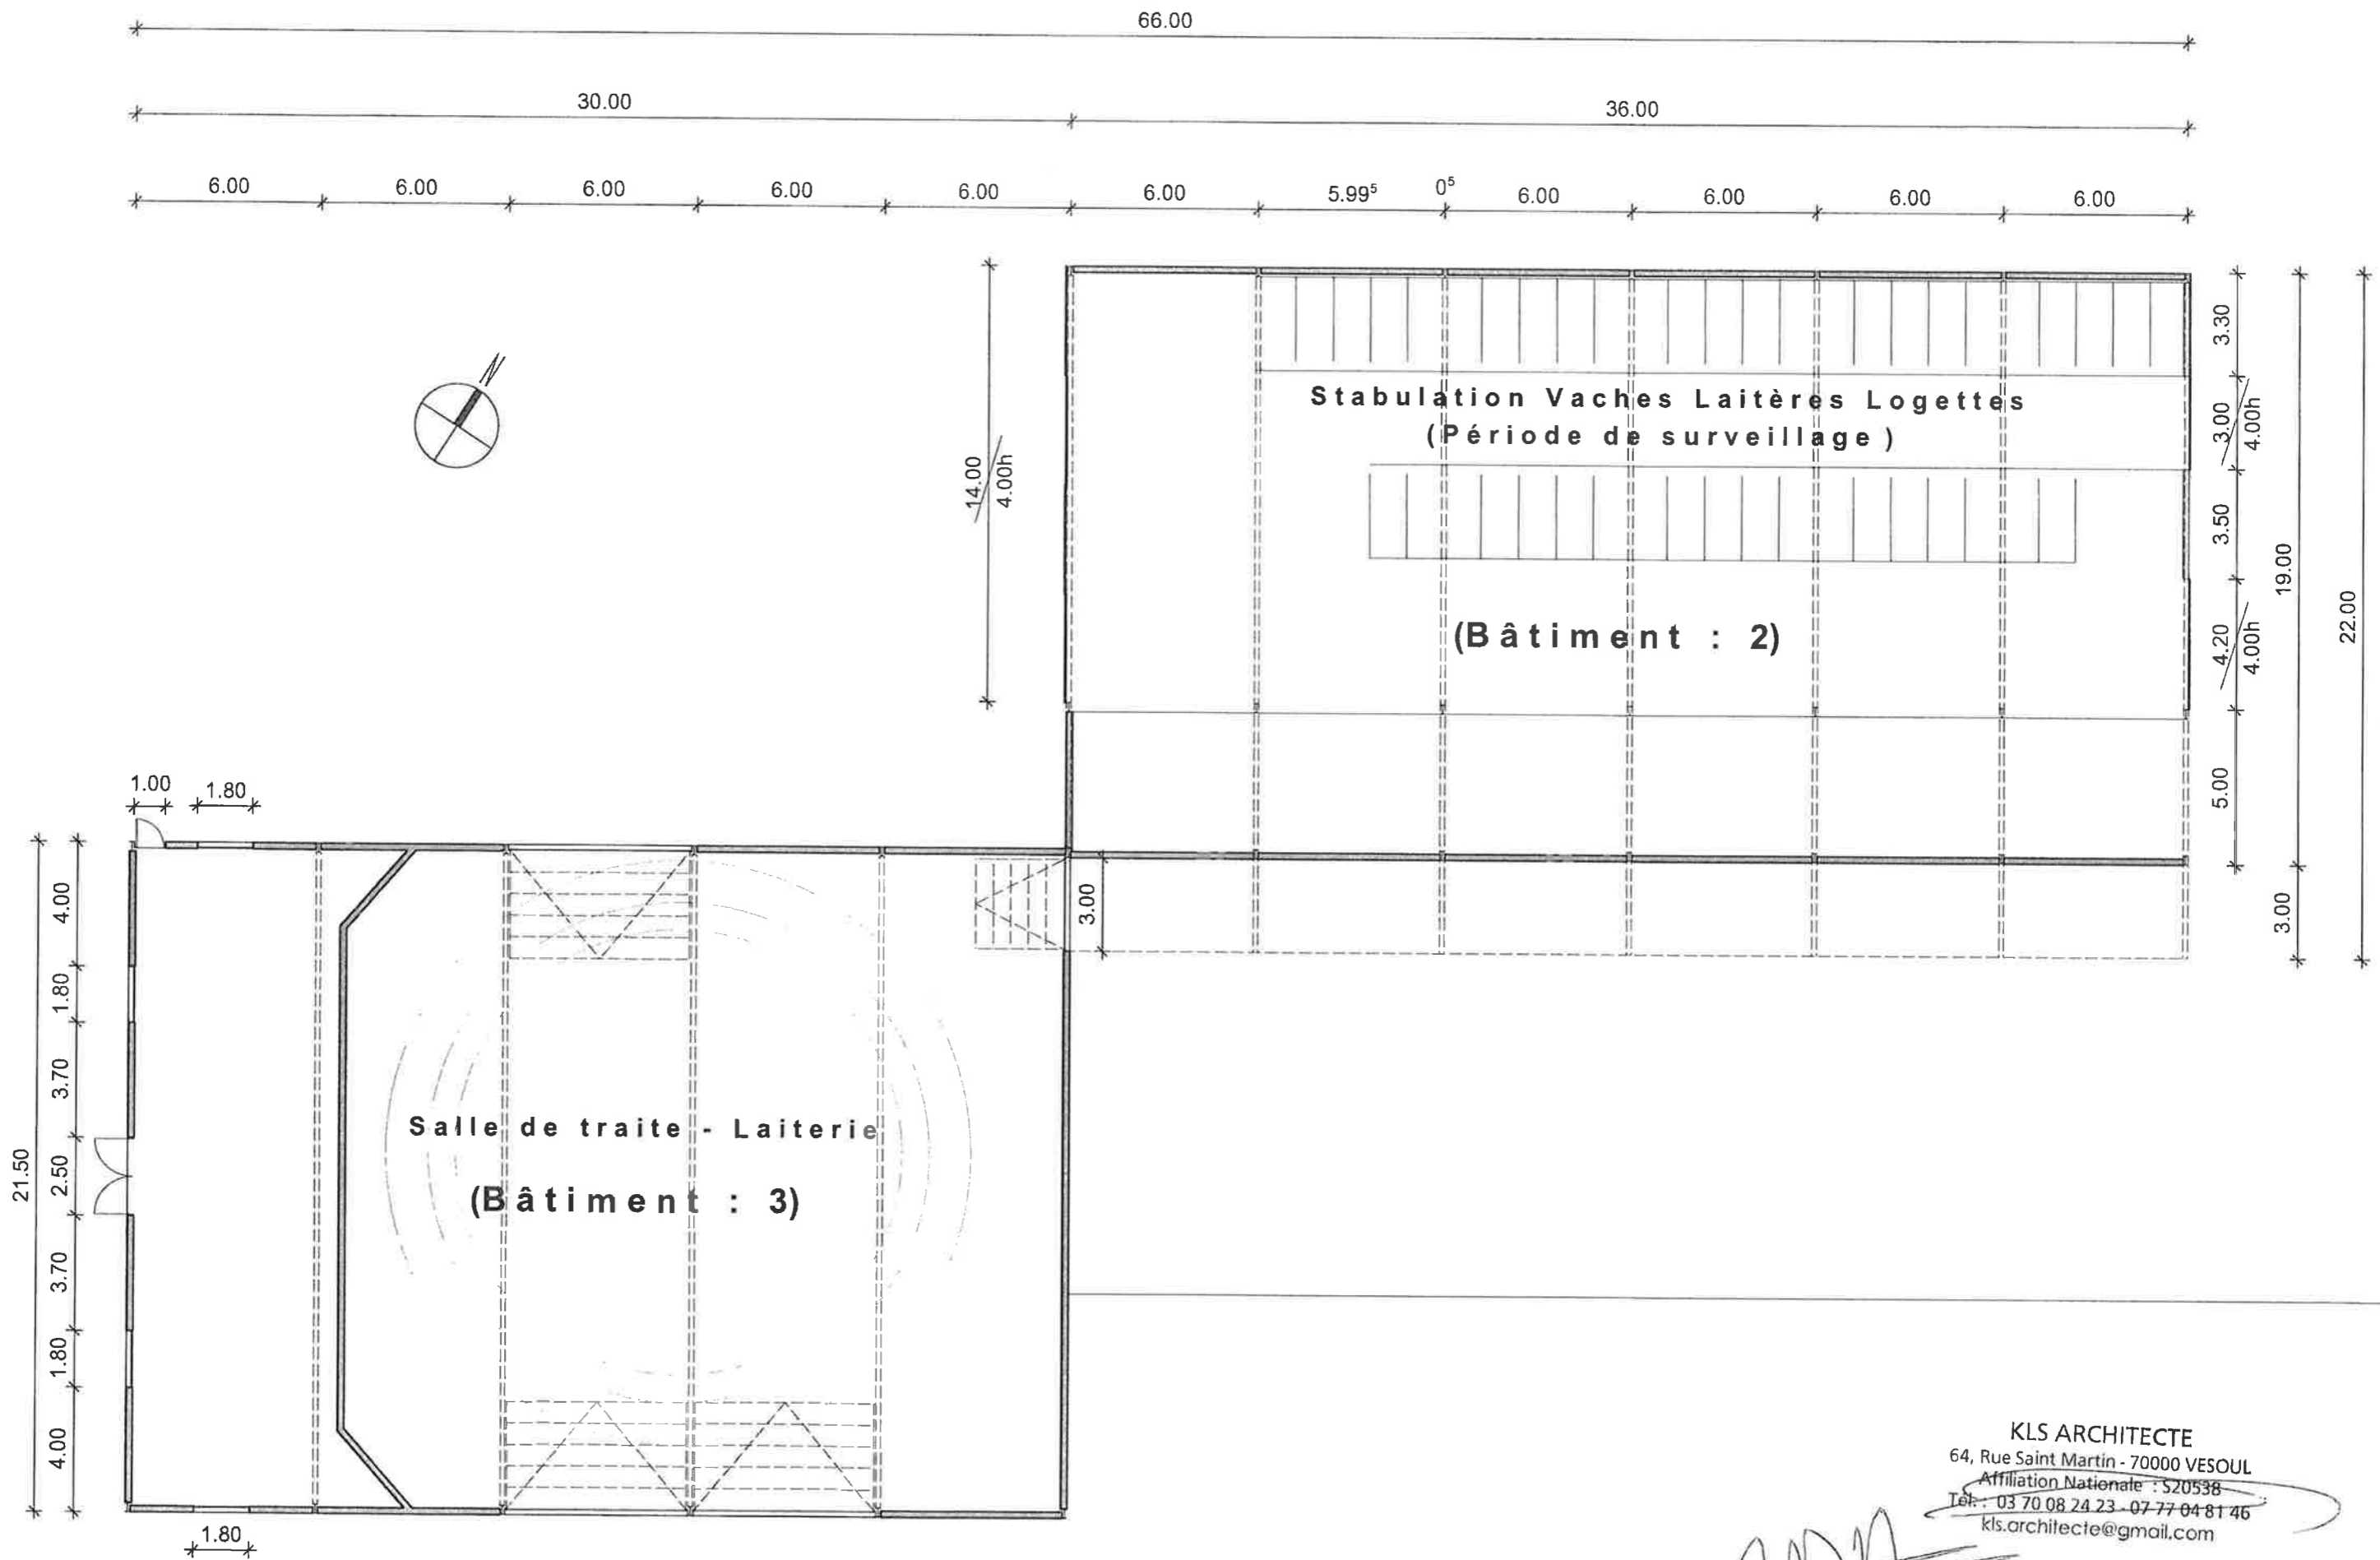 66.00
30.00
36.00
6.00 6.00 6.00 6.00 6.00 6.00 5.99⁵ 0⁵ 6.00 6.00 6.00 6.00
14.00
4.00h
Stabulation Vaches Laitères Logettes
(Période de surveillage )
(Bâtiment : 2)
3.30
3.00
4.00h
3.50
4.20
4.00h
5.00
19.00
3.00
22.00
1.00
1.80
3.00
4.00
1.80
3.70
2.50
3.70
1.80
4.00
21.50
Salle de traite - Laiterie
(Bâtiment : 3)
1.80
KLS ARCHITECTE
64, Rue Saint Martin - 70000 VESOUL
Affiliation Nationale : S20538
Tél. : 03 70 08 24 23 - 07 77 04 81 46
kls.architecte@gmail.com